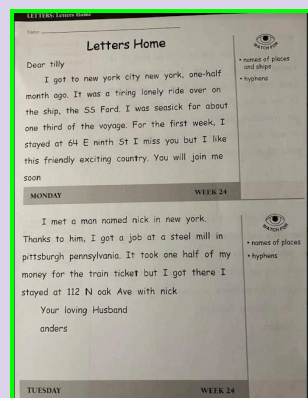 LETTERS: Letters Home
Name
Letters Home
WATCH FOR
• names of places
and ships
• hyphens
Dear tilly
I got to new york city new york, one-half
month ago. It was a tiring lonely ride over on
the ship, the SS Ford. I was seasick for about
one third of the voyage. For the first week, I
stayed at 64 E ninth St I miss you but I like
this friendly exciting country. You will join me
soon
MONDAY
WEEK 24
I met a man named nick in new york.
Thanks to him, I got a job at a steel mill in
pittsburgh pennsylvania. It took one half of my
money for the train ticket but I got there I
stayed at 112 N oak Ave with nick
Your loving Husband
anders
WATCH FOR
• names of places
• hyphens
TUESDAY
WEEK 24